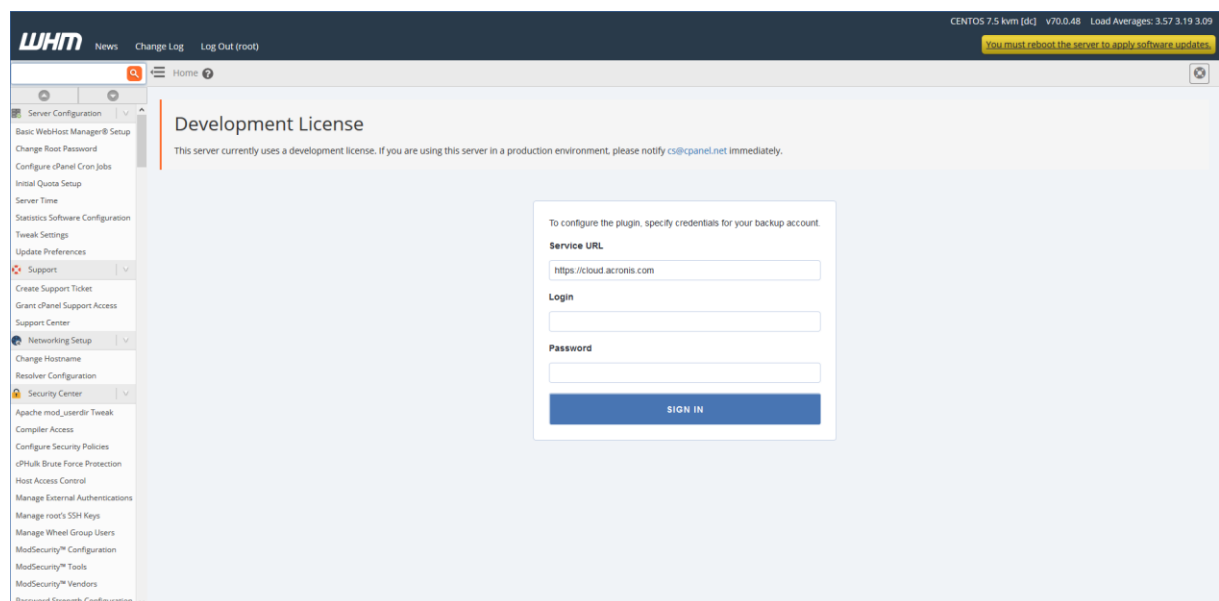 CENTOS 7.5 kvm [dc] v70.0.48 Load Averages: 3.57 3.19 3.09
WHM News Change Log Log Out (root)
You must reboot the server to apply software updates.
Home
Server Configuration
Basic WebHost Manager® Setup
Change Root Password
Configure cPanel Cron Jobs
Initial Quota Setup
Server Time
Statistics Software Configuration
Tweak Settings
Update Preferences
Support
Create Support Ticket
Grant cPanel Support Access
Support Center
Networking Setup
Change Hostname
Resolver Configuration
Security Center
Apache mod_userdir Tweak
Compiler Access
Configure Security Policies
cPHulk Brute Force Protection
Host Access Control
Manage External Authentications
Manage root's SSH Keys
Manage Wheel Group Users
ModSecurity™ Configuration
ModSecurity™ Tools
ModSecurity™ Vendors
Password Strength Configuration
Development License
This server currently uses a development license. If you are using this server in a production environment, please notify cs@cpanel.net immediately.
To configure the plugin, specify credentials for your backup account.
Service URL
https://cloud.acronis.com
Login
Password
SIGN IN